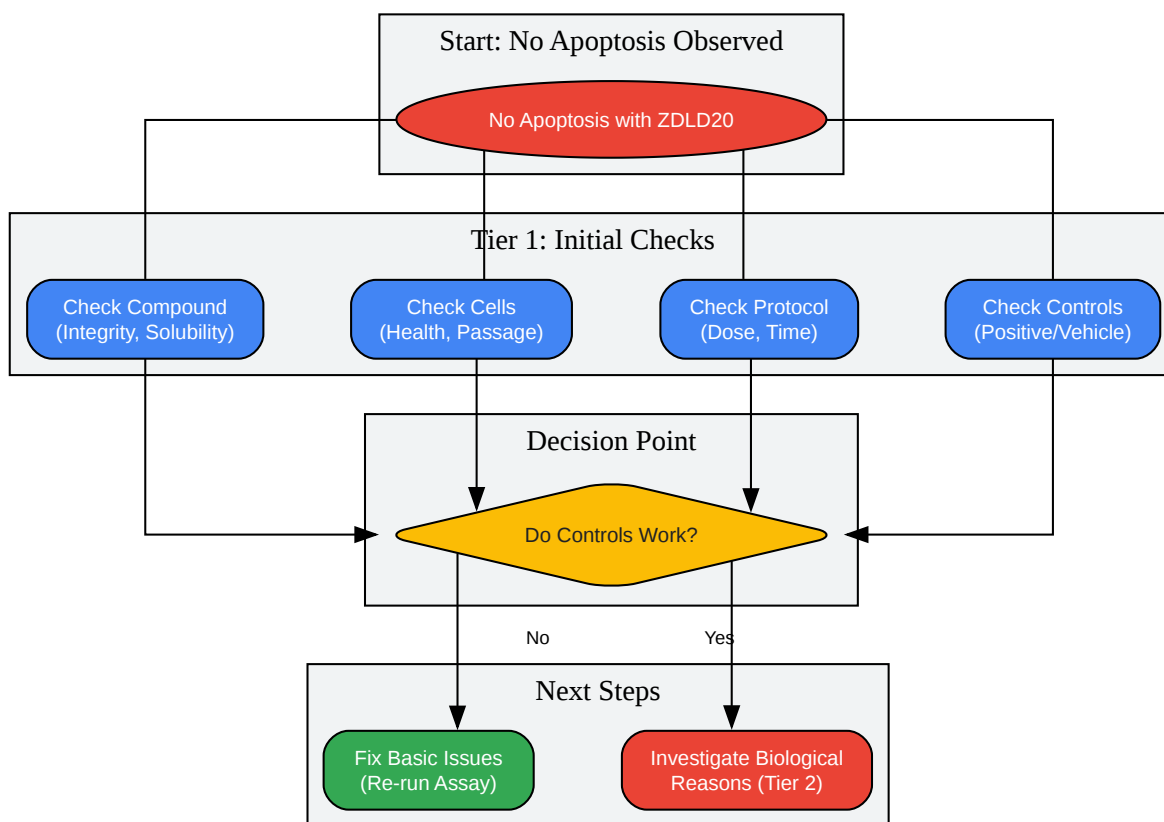 Start: No Apoptosis Observed
No Apoptosis with ZDLD20
Tier 1: Initial Checks
Check Compound
(Integrity, Solubility)
Check Cells
(Health, Passage)
Check Protocol
(Dose, Time)
Check Controls
(Positive/Vehicle)
Decision Point
Do Controls Work?
No
Yes
Next Steps
Fix Basic Issues
(Re-run Assay)
Investigate Biological
Reasons (Tier 2)